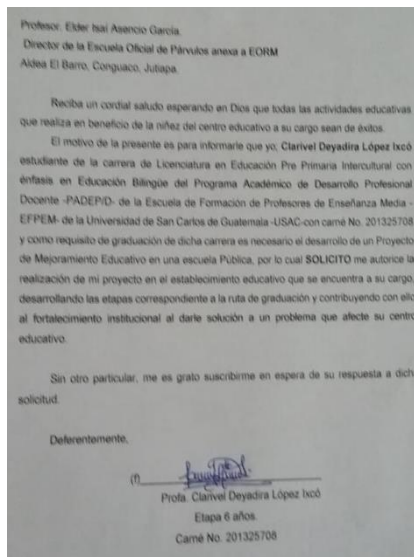 Profesor. Elder Isaí Asencio García.
Director de la Escuela Oficial de Párvulos anexa a EORM
Aldea El Barro, Conguaco, Jutiapa.
Reciba un cordial saludo esperando en Dios que todas las actividades educativas
que realiza en beneficio de la niñez del centro educativo a su cargo sean de éxitos.
El motivo de la presente es para informarle que yo; Clarivel Deyadira López Ixcó
estudiante de la carrera de Licenciatura en Educación Pre Primaria Intercultural con
énfasis en Educación Bilingüe del Programa Académico de Desarrollo Profesional
Docente -PADEP/D- de la Escuela de Formación de Profesores de Enseñanza Media -
EFPEM- de la Universidad de San Carlos de Guatemala -USAC-con carné No. 201325708
y como requisito de graduación de dicha carrera es necesario el desarrollo de un Proyecto
de Mejoramiento Educativo en una escuela Pública, por lo cual SOLICITO me autorice la
realización de mi proyecto en el establecimiento educativo que se encuentra a su cargo,
desarrollando las etapas correspondiente a la ruta de graduación y contribuyendo con ello
al fortalecimiento institucional al darle solución a un problema que afecte su centro
educativo.
Sin otro particular, me es grato suscribirme en espera de su respuesta a dich
solicitud.
Deferentemente,
(f)
Profa. Clarivel Deyadira López Ixcó
Etapa 6 años.
Carné No. 201325708